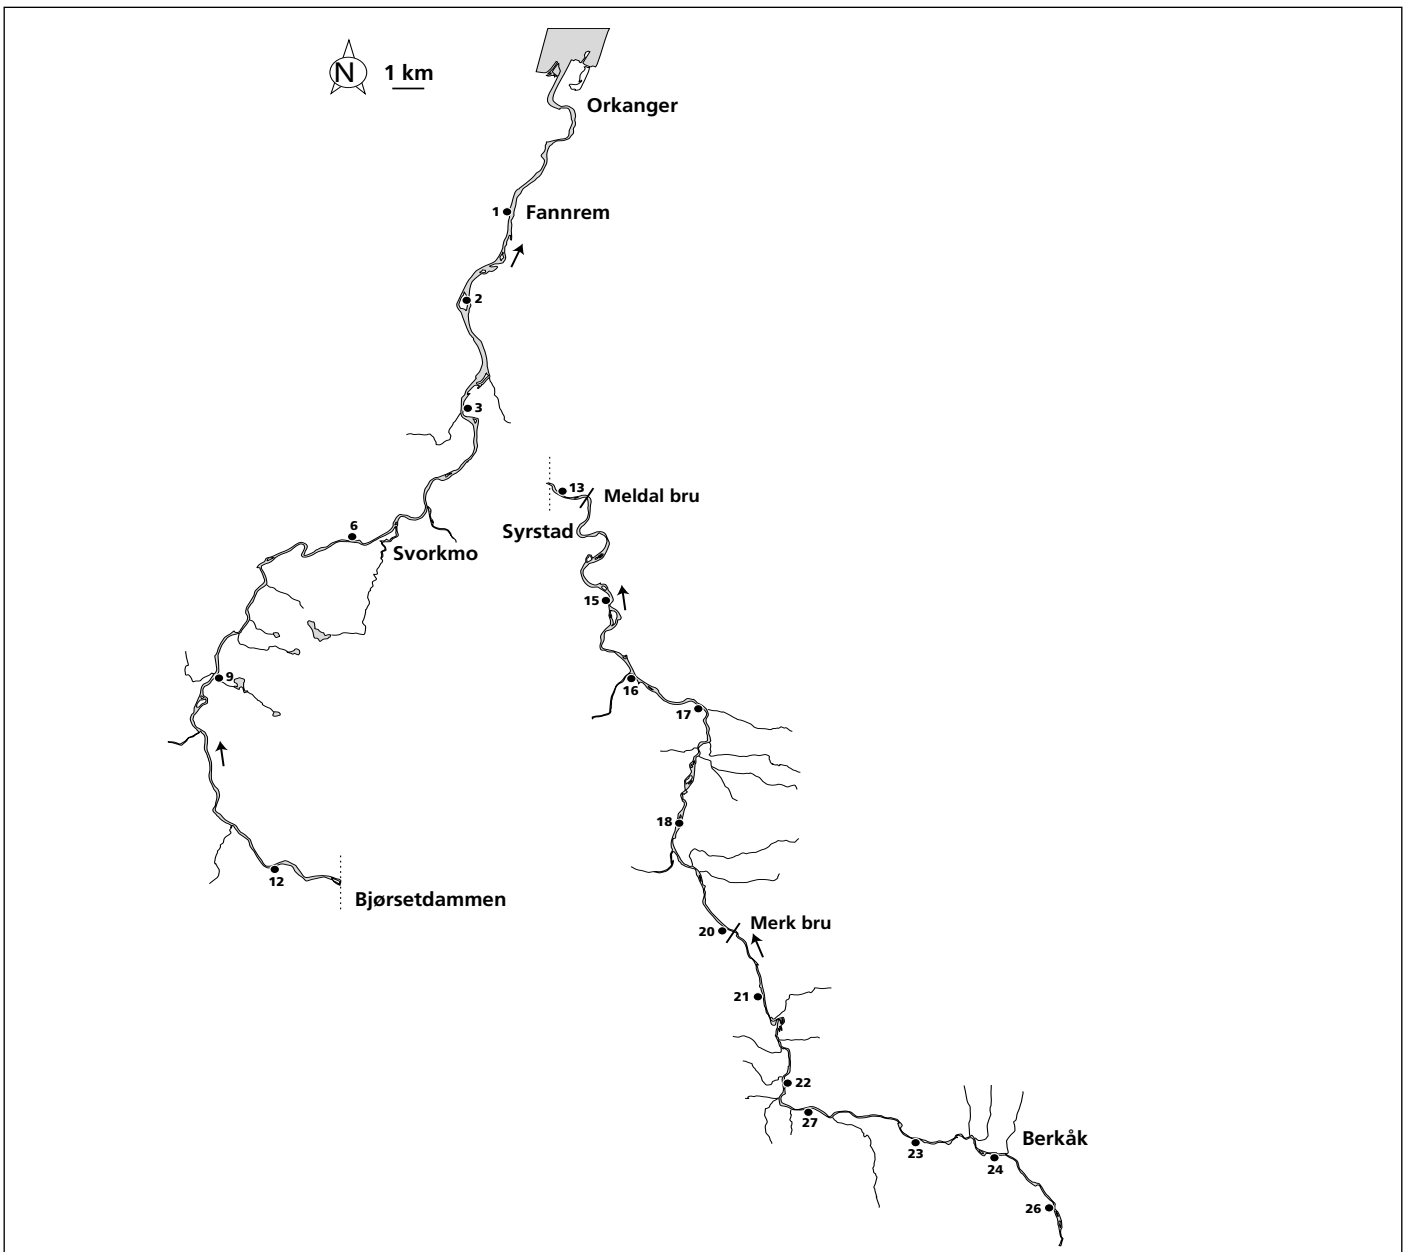 N
1 km
Orkanger
1
Fannrem
2
3
13
Meldal bru
6
Syrstad
Svorkmo
15
9
16
17
18
12
Bjørsetdammen
20
Merk bru
21
22
27
Berkåk
23
24
26